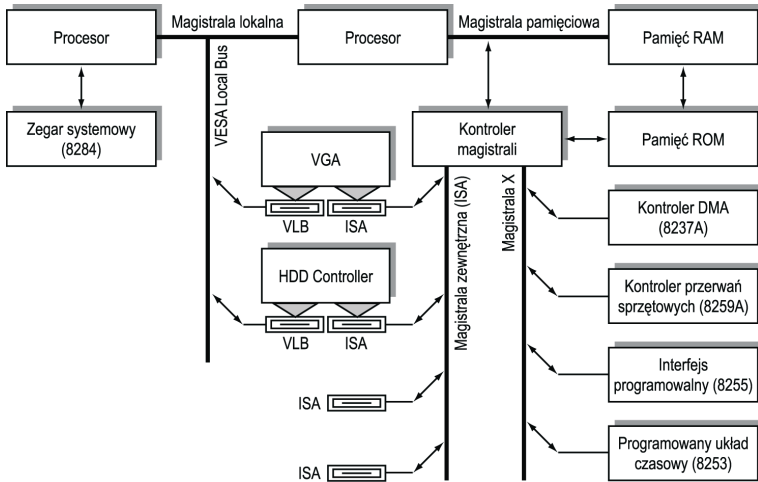 Magistrala lokalna
Magistrala pamięciowa
Procesor
Procesor
Pamięć RAM
VESA Local Bus
Zegar systemowy
(8284)
Kontroler
magistrali
Pamięć ROM
VGA
VLB
ISA
Magistrala zewnętrzna (ISA)
Magistrala X
Kontroler DMA
(8237A)
HDD Controller
VLB
ISA
Kontroler przerwań
sprzętowych (8259A)
Interfejs
programowalny (8255)
ISA
Programowany układ
czasowy (8253)
ISA